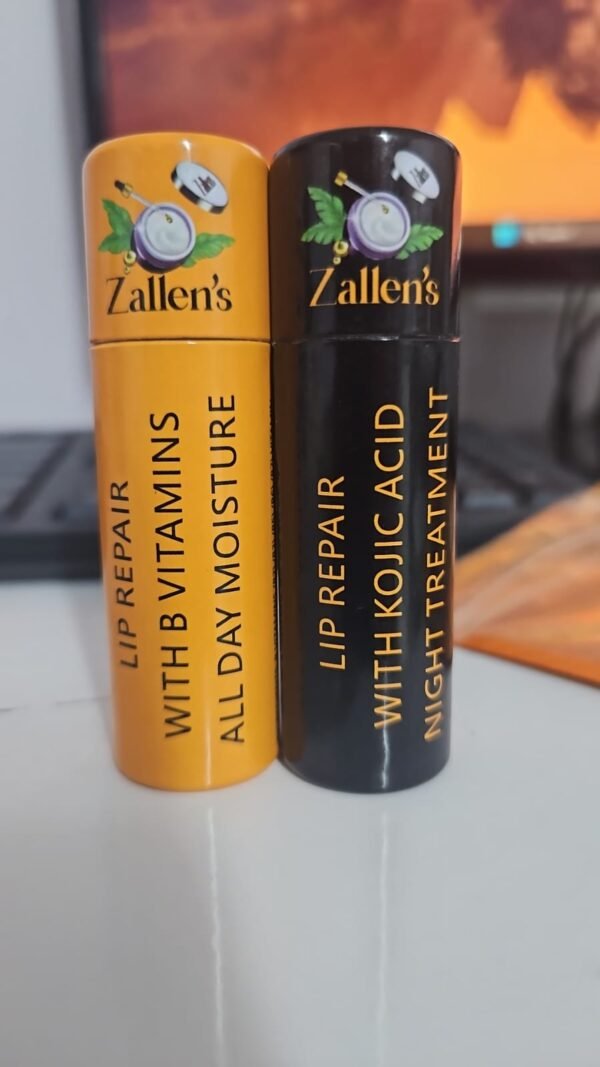 Zallen's
LIP REPAIR
WITH B VITAMINS
ALL DAY MOISTURE
Zallen's
LIP REPAIR
WITH KOJIC ACID
NIGHT TREATMENT